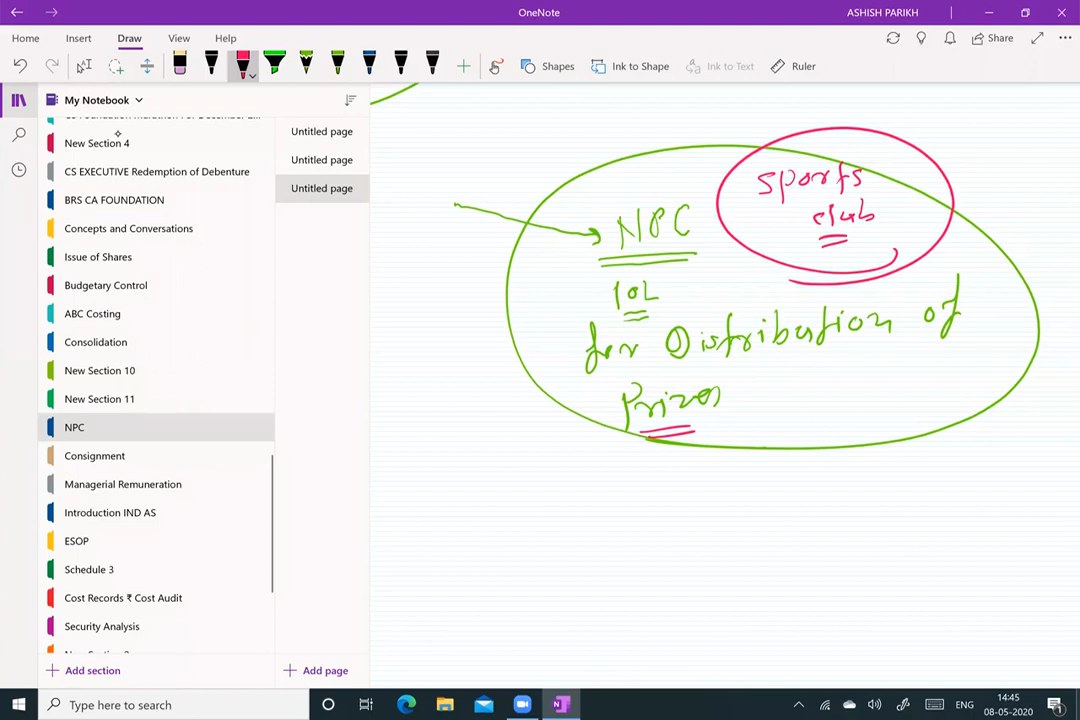 OneNote
ASHISH PARIKH
Home
Insert
Draw
View
Help
Share
Shapes
Ink to Shape
Ink to Text
Ruler
My Notebook
New Section 4
CS EXECUTIVE Redemption of Debenture
BRS CA FOUNDATION
Concepts and Conversations
Issue of Shares
Budgetary Control
ABC Costing
Consolidation
New Section 10
New Section 11
NPC
Consignment
Managerial Remuneration
Introduction IND AS
ESOP
Schedule 3
Cost Records ₹ Cost Audit
Security Analysis
Add section
Untitled page
Untitled page
Untitled page
Add page
sports
club
NPC
10L
for Distribution of
Prizes
Type here to search
ENG
14:45
08-05-2020
1